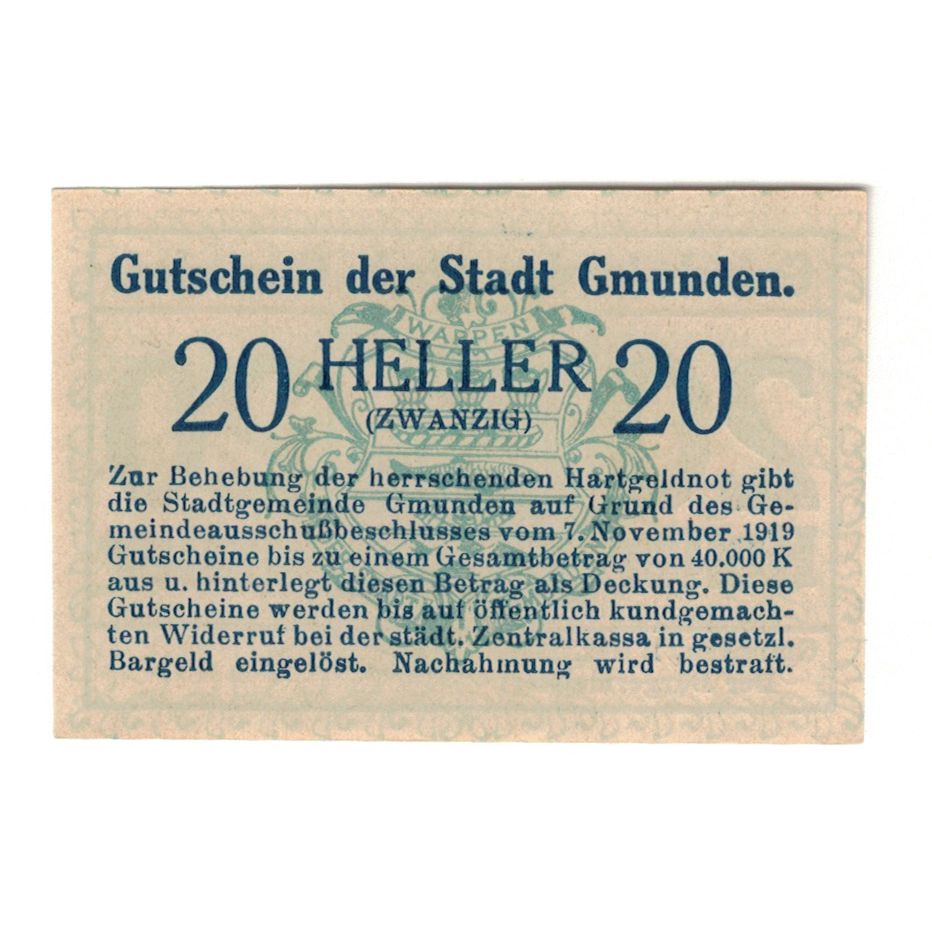 Gutschein der Stadt Gmunden.
WAPPEN
20 HELLER 20
(ZWANZIG)
Zur Behebung der herrschenden Hartgeldnot gibt
die Stadtgemeinde Gmunden auf Grund des Ge-
meindeausschußbeschlusses vom 7. November 1919
Gutscheine bis zu einem Gesamtbetrag von 40.000 K
aus u. hinterlegt diesen Betrag als Deckung. Diese
Gutscheine werden bis auf öffentlich kundgemach-
ten Widerruf bei der städt. Zentralkassa in gesetzl.
Bargeld eingelöst. Nachahmung wird bestraft.